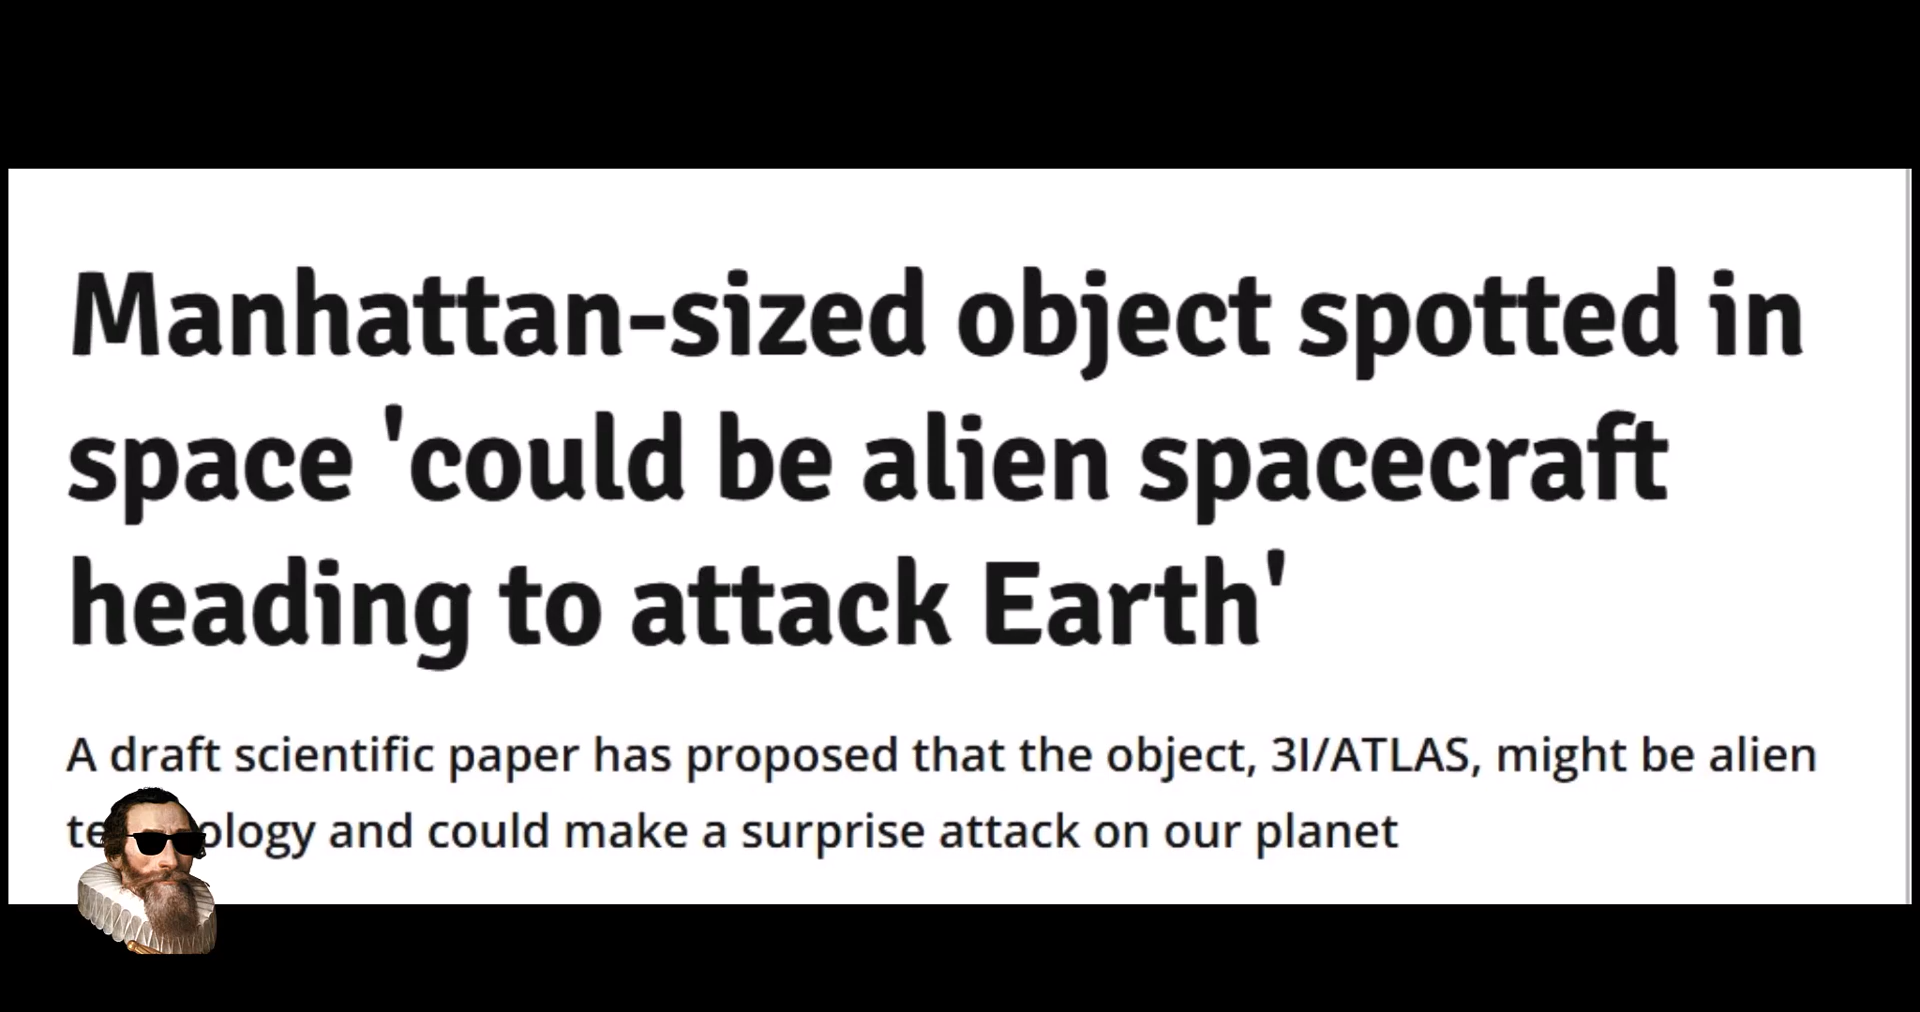 Manhattan-sized object spotted in
space 'could be alien spacecraft
heading to attack Earth'
A draft scientific paper has proposed that the object, 3I/ATLAS, might be alien
and could make a surprise attack on our planet